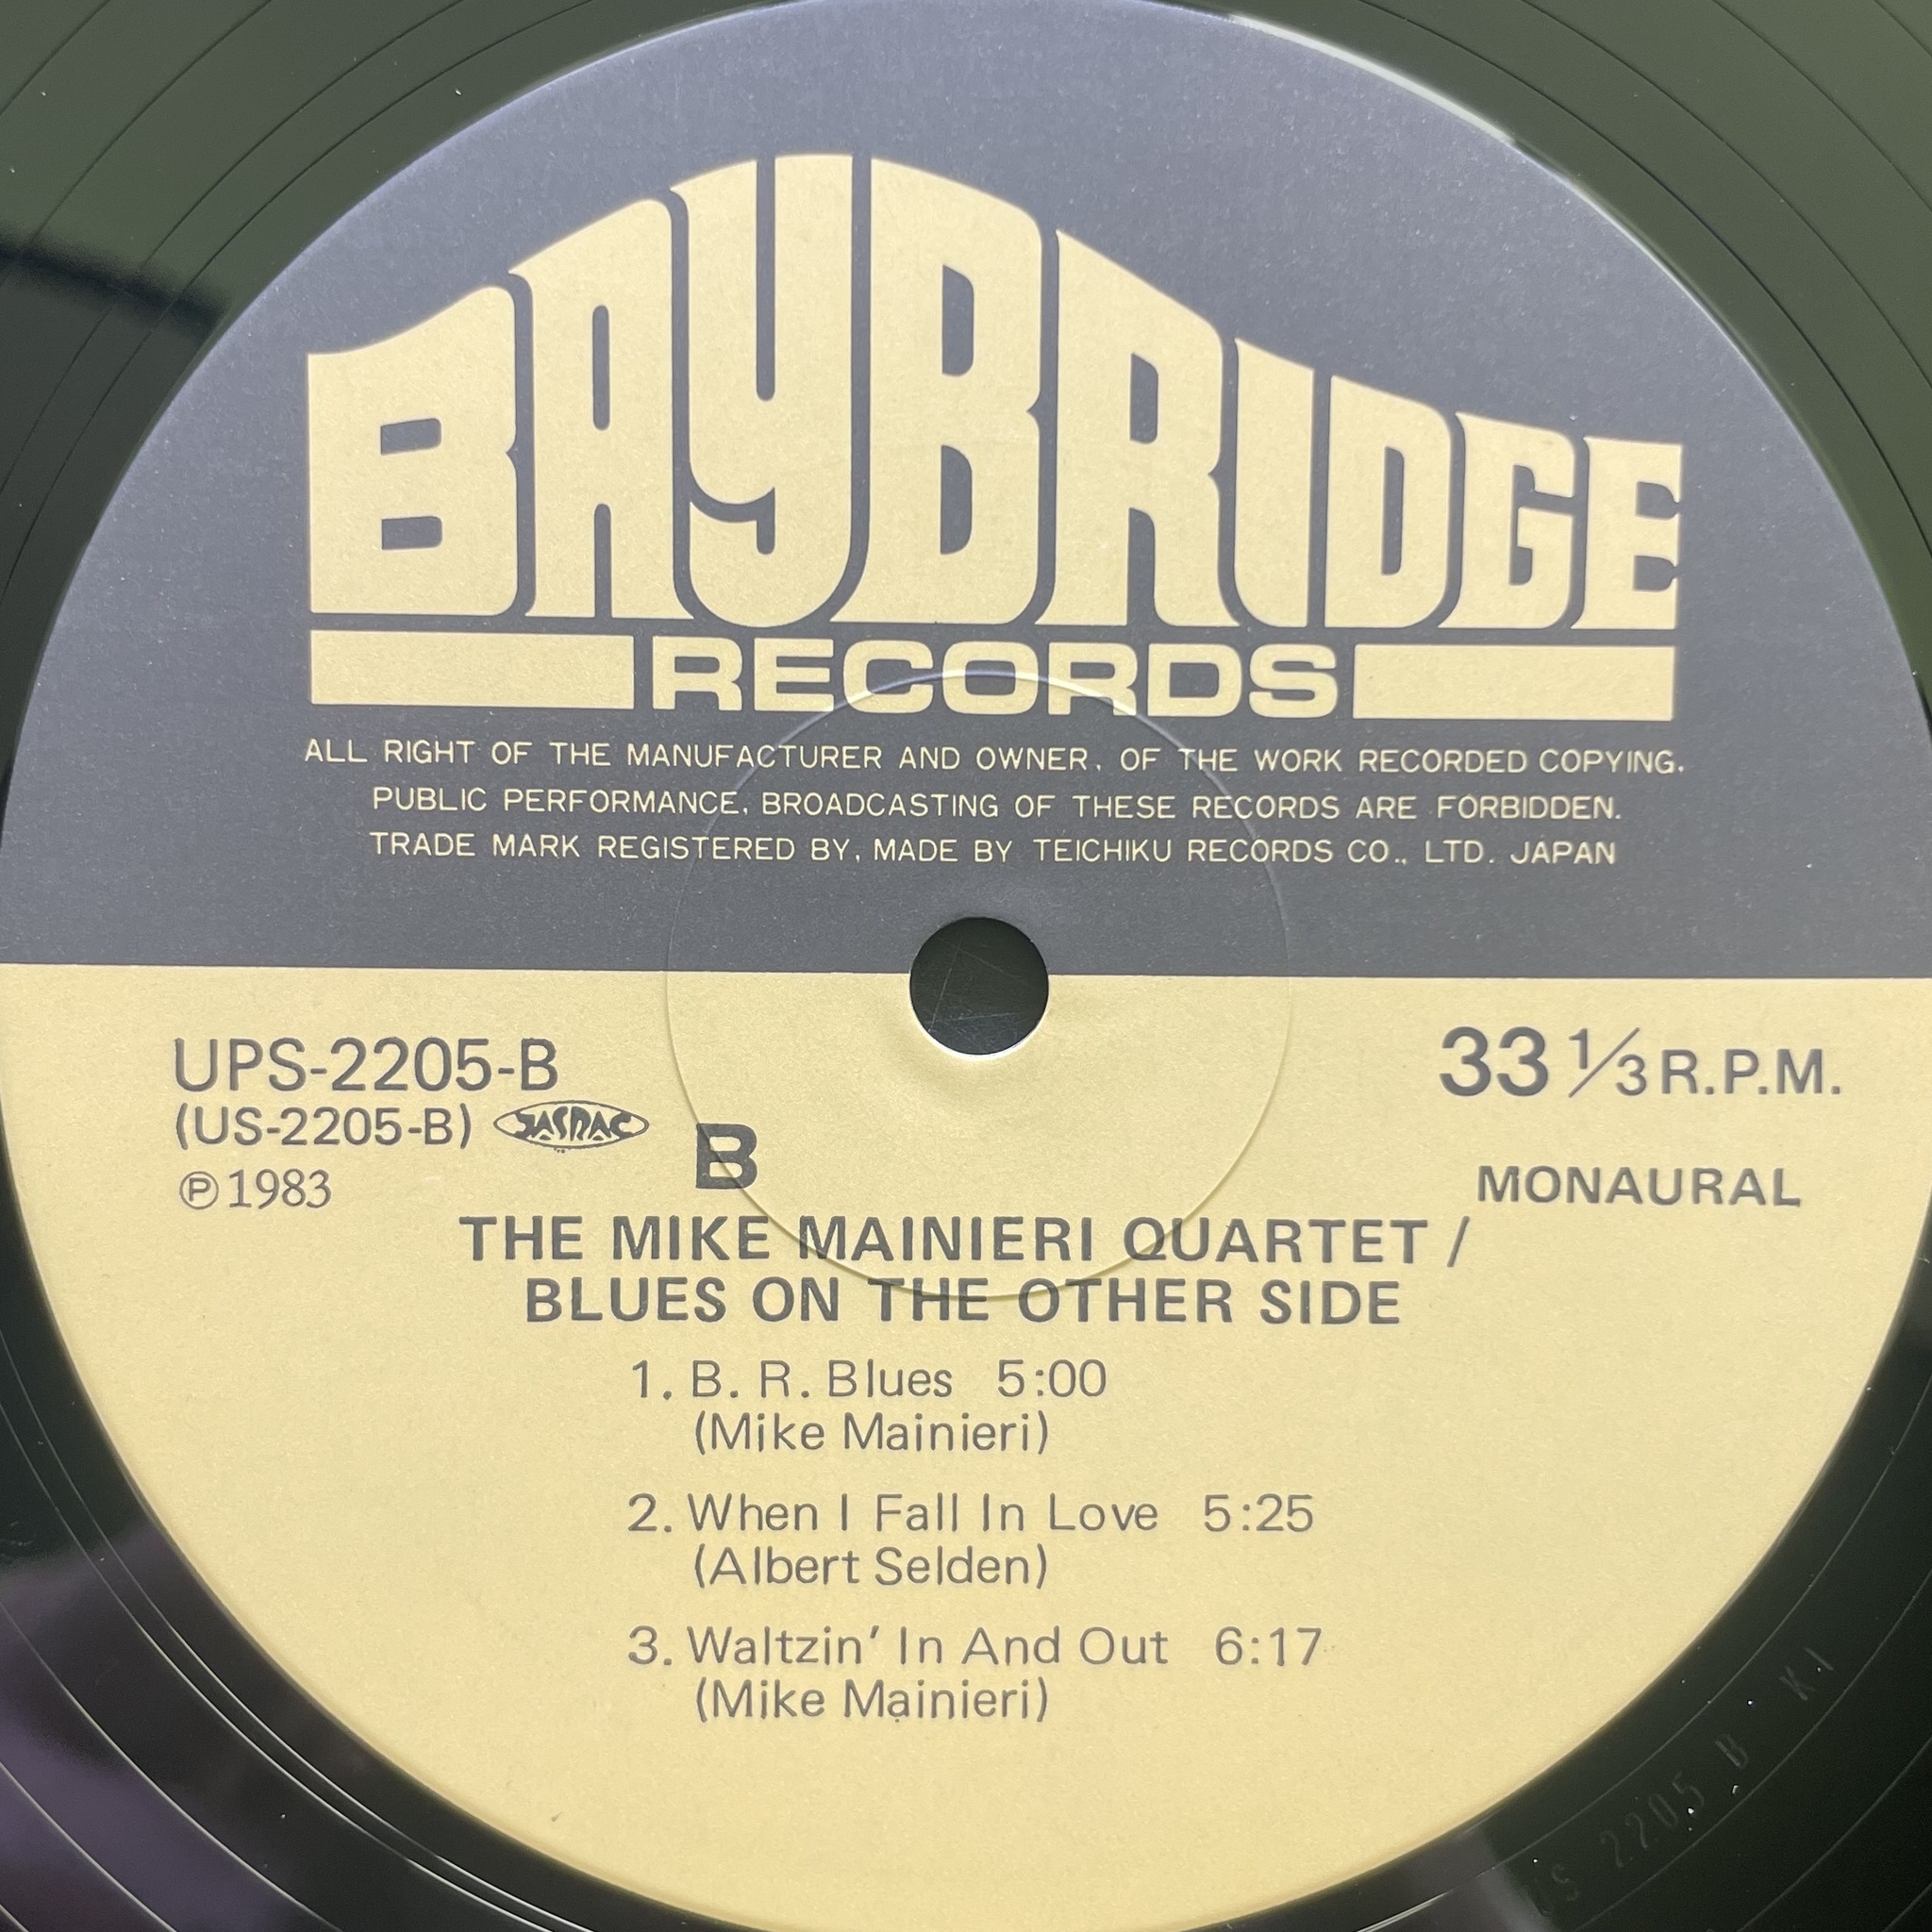 BAYBRIDGE
RECORDS
ALL RIGHT OF THE MANUFACTURER AND OWNER, OF THE WORK RECORDED COPYING.
PUBLIC PERFORMANCE, BROADCASTING OF THESE RECORDS ARE FORBIDDEN.
TRADE MARK REGISTERED BY, MADE BY TEICHIKU RECORDS CO., LTD. JAPAN
UPS-2205-B
33 1/3 R.P.M.
(US-2205-B) JASRAC
B
℗1983
MONAURAL
THE MIKE MAINIERI QUARTET /
BLUES ON THE OTHER SIDE
1. B. R. Blues 5:00
(Mike Mainieri)
2. When I Fall In Love 5:25
(Albert Selden)
3. Waltzin' In And Out 6:17
(Mike Mainieri)
S 2205 B